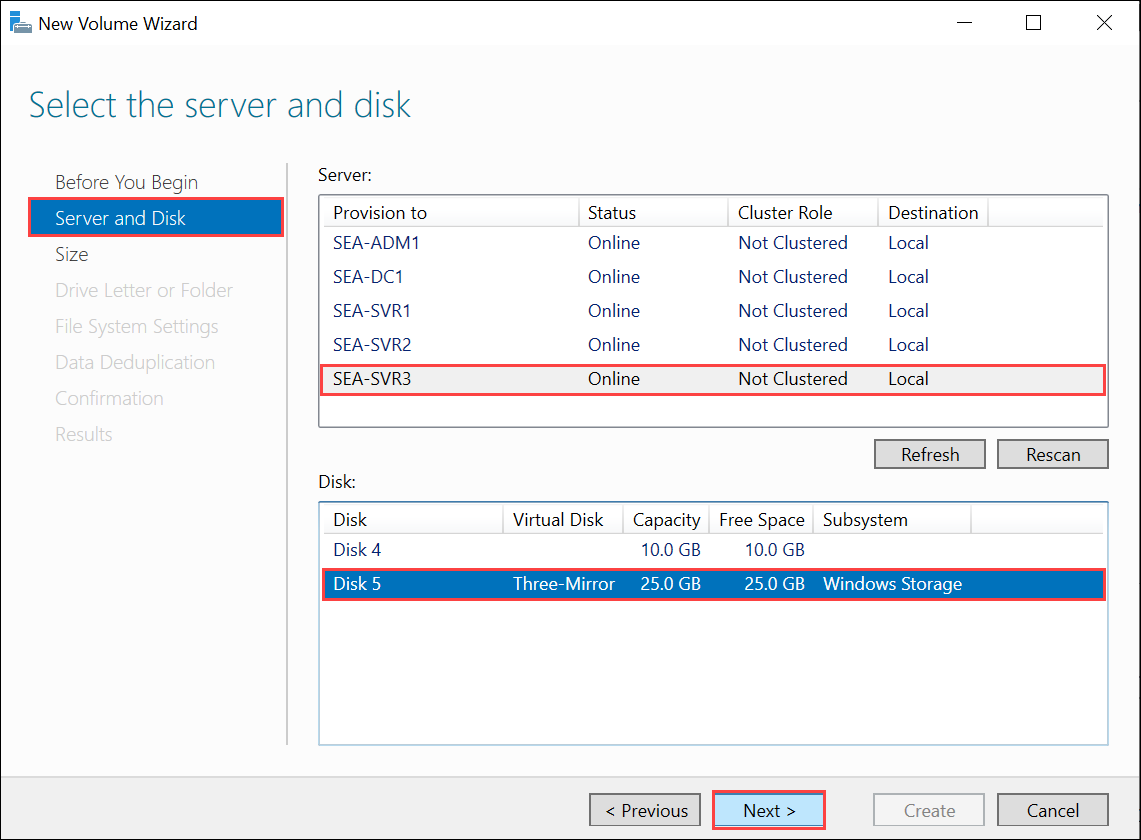 New Volume Wizard
Select the server and disk
Before You Begin
Server and Disk
Size
Drive Letter or Folder
File System Settings
Data Deduplication
Confirmation
Results
Server:
Provision to Status Cluster Role Destination
SEA-ADM1 Online Not Clustered Local
SEA-DC1 Online Not Clustered Local
SEA-SVR1 Online Not Clustered Local
SEA-SVR2 Online Not Clustered Local
SEA-SVR3 Online Not Clustered Local
Refresh Rescan
Disk:
Disk Virtual Disk Capacity Free Space Subsystem
Disk 4 10.0 GB 10.0 GB
Disk 5 Three-Mirror 25.0 GB 25.0 GB Windows Storage
< Previous Next > Create Cancel